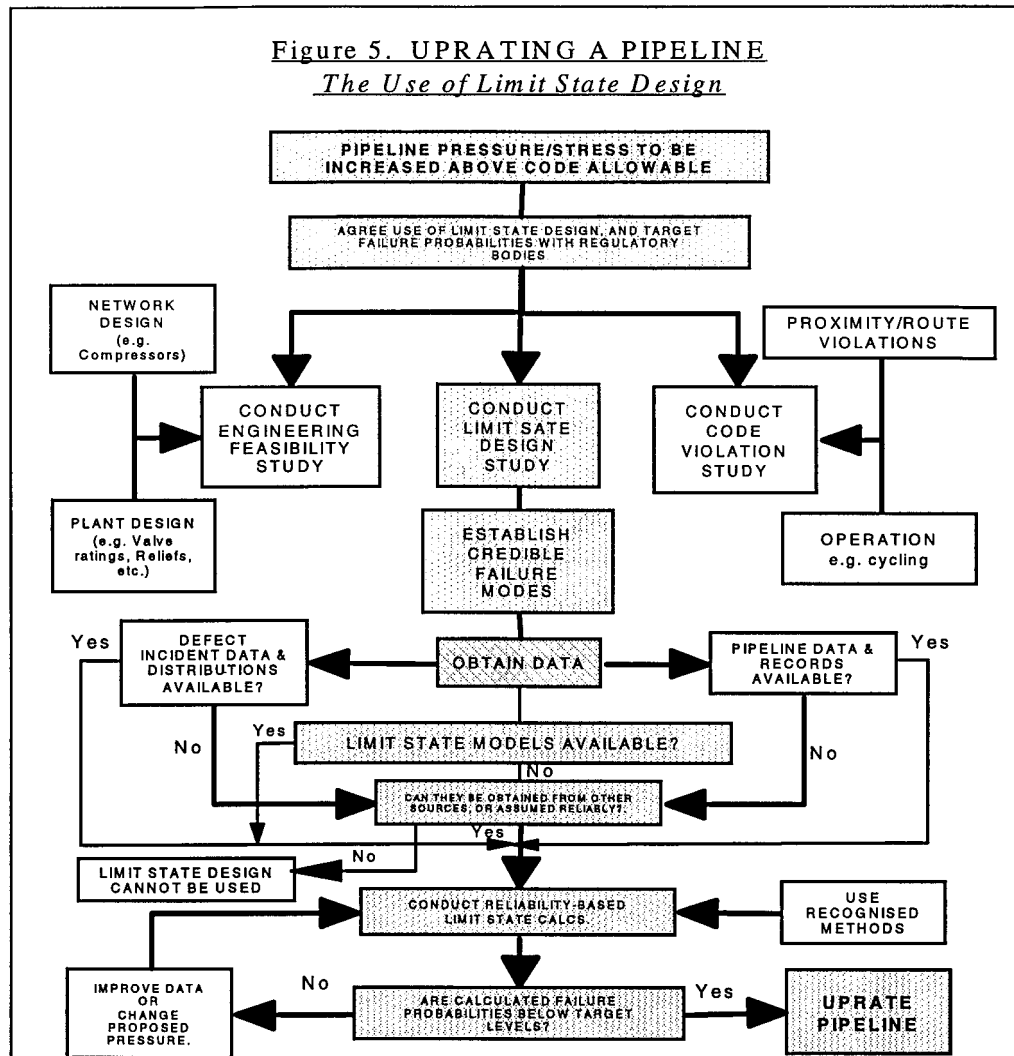 Figure 5. UPRATING A PIPELINE
The Use of Limit State Design
PIPELINE PRESSURE/STRESS TO BE
INCREASED ABOVE CODE ALLOWABLE
AGREE USE OF LIMIT STATE DESIGN, AND TARGET
FAILURE PROBABILITIES WITH REGULATORY
BODIES
NETWORK
DESIGN
(e.g.
Compressors)
PROXIMITY/ROUTE
VIOLATIONS
CONDUCT
ENGINEERING
FEASIBILITY
STUDY
CONDUCT
LIMIT SATE
DESIGN
STUDY
CONDUCT
CODE
VIOLATION
STUDY
PLANT DESIGN
(e.g. Valve
ratings, Reliefs,
etc.)
ESTABLISH
CREDIBLE
FAILURE
MODES
OPERATION
e.g. cycling
Yes
DEFECT
INCIDENT DATA &
DISTRIBUTIONS
AVAILABLE?
OBTAIN DATA
PIPELINE DATA &
RECORDS
AVAILABLE?
Yes
No
Yes
LIMIT STATE MODELS AVAILABLE?
No
No
CAN THEY BE OBTAINED FROM OTHER
SOURCES, OR ASSUMED RELIABLY?
Yes
No
LIMIT STATE DESIGN
CANNOT BE USED
CONDUCT RELIABILITY-BASED
LIMIT STATE CALCS.
USE
RECOGNISED
METHODS
IMPROVE DATA
OR
CHANGE
PROPOSED
PRESSURE.
No
ARE CALCULATED FAILURE
PROBABILITIES BELOW TARGET
LEVELS?
Yes
UPRATE
PIPELINE